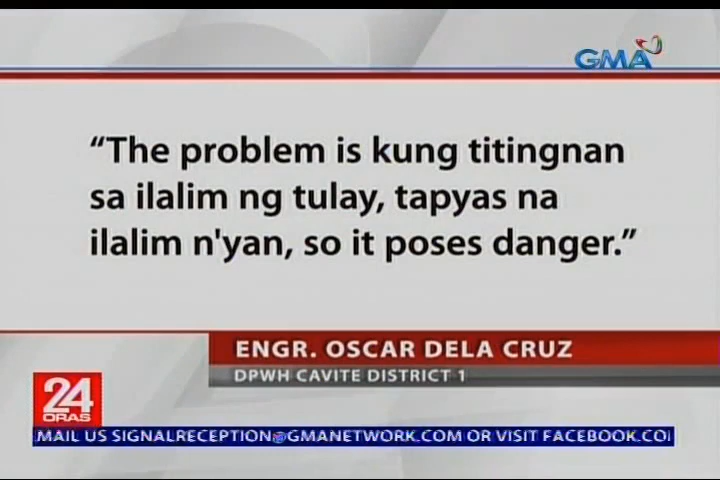 GMA
“The problem is kung titingnan
sa ilalim ng tulay, tapyas na
ilalim n'yan, so it poses danger.”
ENGR. OSCAR DELA CRUZ
DPWH CAVITE DISTRICT 1
24
ORAS
MAIL US SIGNALRECEPTION@GMANETWORK.COM OR VISIT FACEBOOK.CO